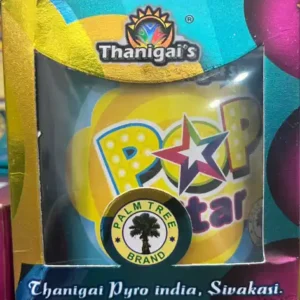 Thanigai's
®
POP
star
PALM TREE
BRAND
Thanigai Pyro india, Sivakasi.